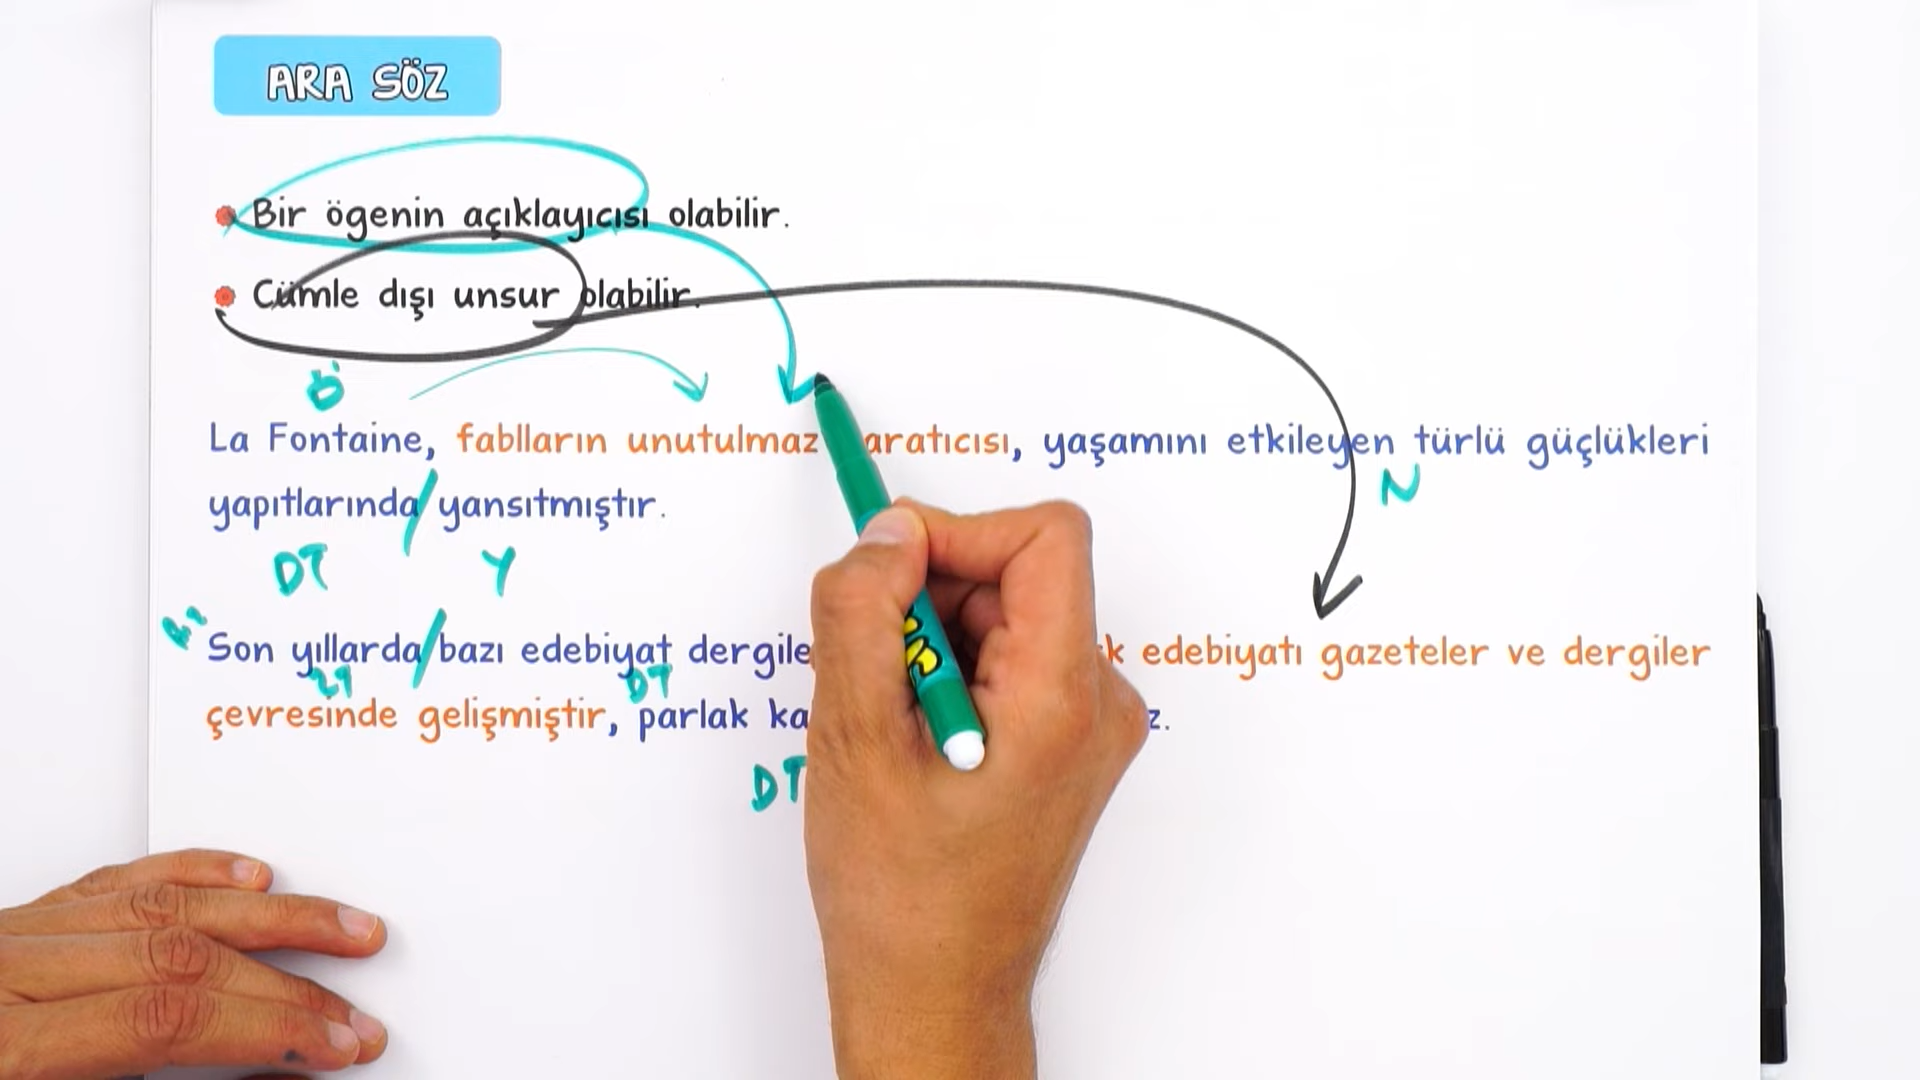 ARA SÖZ
Bir ögenin açıklayıcısı olabilir.
Cümle dışı unsur olabilir.
Ö
La Fontaine, fablların unutulmaz aratıcısı, yaşamını etkileyen türlü güçlükleri
N
yapıtlarında/yansıtmıştır.
DT Y
Son yıllarda/bazı edebiyat dergile k edebiyatı gazeteler ve dergiler
DT
çevresinde gelişmiştir, parlak ka z.
DT